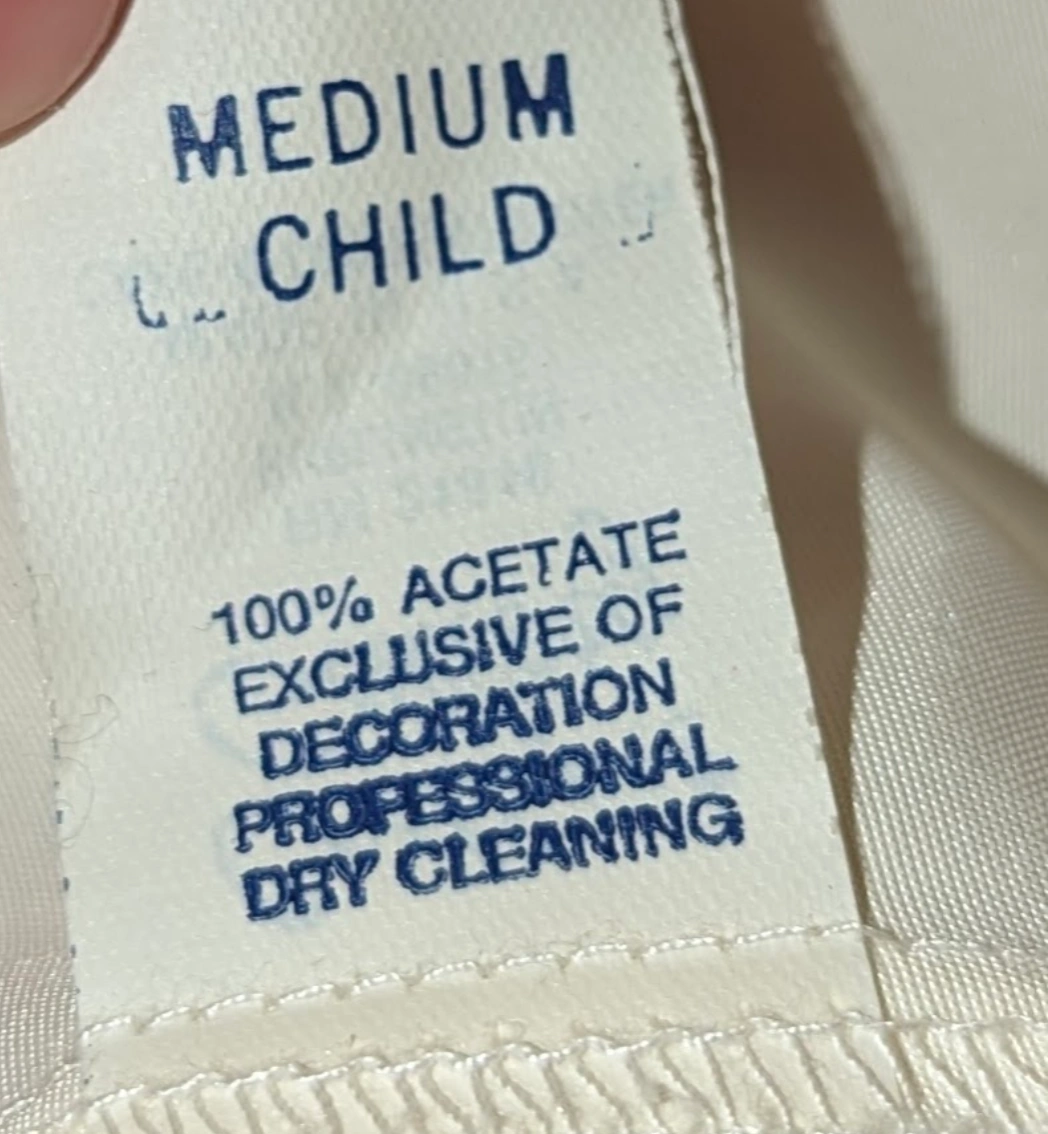 MEDIUM
CHILD
100% ACETATE
EXCLUSIVE OF
DECORATION
PROFESSIONAL
DRY CLEANING